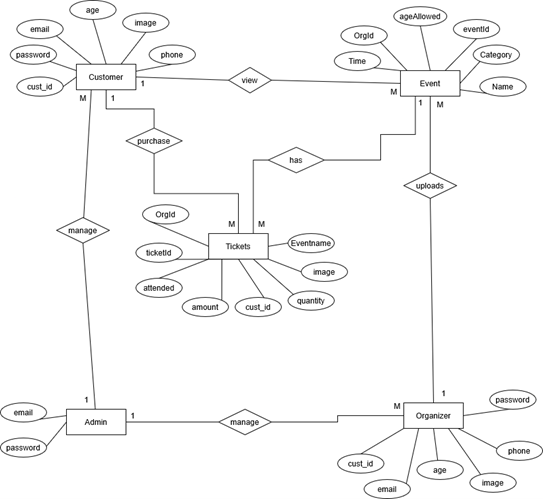 age
ageAllowed
email
image
OrgId
eventId
password
phone
Time
Category
Customer
view
Event
cust_id
1
M
Name
M
1
1
M
purchase
has
OrgId
uploads
M
M
manage
Tickets
Eventname
ticketId
image
attended
quantity
amount
cust_id
1
1
password
email
M
Admin
1
manage
Organizer
password
phone
cust_id
age
email
image